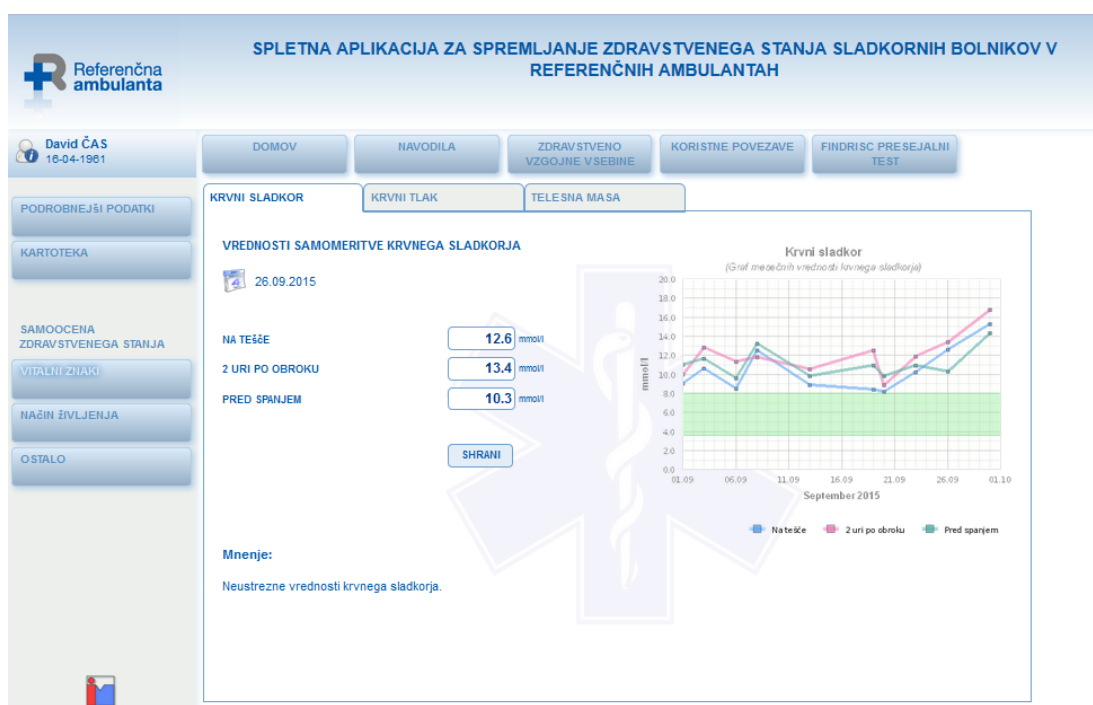 SPLETNA APLIKACIJA ZA SPREMLJANJE ZDRAVSTVENEGA STANJA SLADKORNIH BOLNIKOV V
REFERENČNIH AMBULANTAH
Referenčna
ambulanta
David ČAS
16-04-1961
DOMOV
NAVODILA
ZDRAVSTVENO
VZGOJNE VSEBINE
KORISTNE POVEZAVE
FINDRISC PRESEJALNI
TEST
PODROBNEJšI PODATKI
KARTOTEKA
SAMOOCENA
ZDRAVSTVENEGA STANJA
VITALNI ZNAKI
NAčIN žIVLJENJA
OSTALO
KRVNI SLADKOR
KRVNI TLAK
TELESNA MASA
VREDNOSTI SAMOMERITVE KRVNEGA SLADKORJA
26.09.2015
NA TEščE 12.6 mmol/l
2 URI PO OBROKU 13.4 mmol/l
PRED SPANJEM 10.3 mmol/l
SHRANI
Mnenje:
Neustrezne vrednosti krvnega sladkorja.
Krvni sladkor
(Graf mesečnih vrednosti krvnega sladkorja)
mmol/l
20.0
18.0
16.0
14.0
12.0
10.0
8.0
6.0
4.0
2.0
0.0
01.09 06.09 11.09 16.09 21.09 26.09 01.10
September 2015
Na tešče 2 uri po obroku Pred spanjem